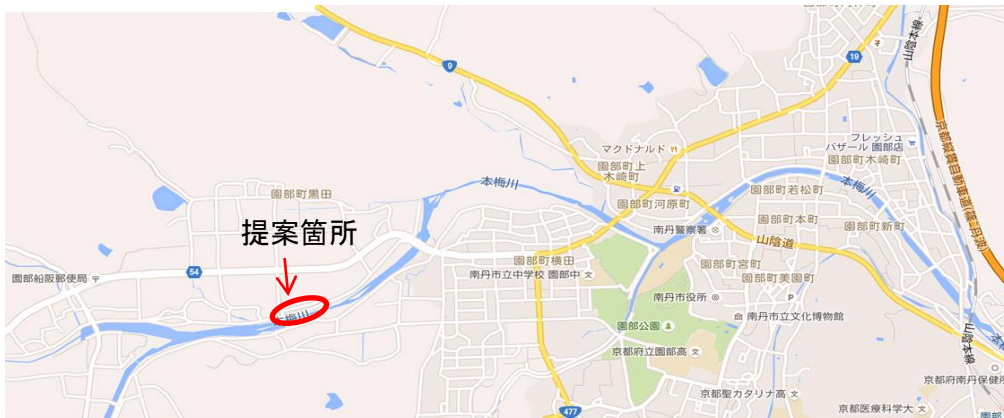 19
山陰本線
9
京都縦貫自動車道(丹波)
フレッシュ
バザール 園部店
マクドナルド
園部町上
木崎町
園部町木崎町
本梅川
本梅川
園部町黒田
園部町若松町
園部町河原町
提案箇所
南丹警察署
園部町本町
園部町新町
山陰道
園部町横田
園部町宮町
園部船阪郵便局
54
南丹市立中学校 園部中
園部町美園町
南丹市役所
P
本梅川
南丹市立文化博物館
園部公園
山陰本線
京都府立園部高
京都府南丹保健所
京都聖カタリナ高
477
京都医療科学大
園部